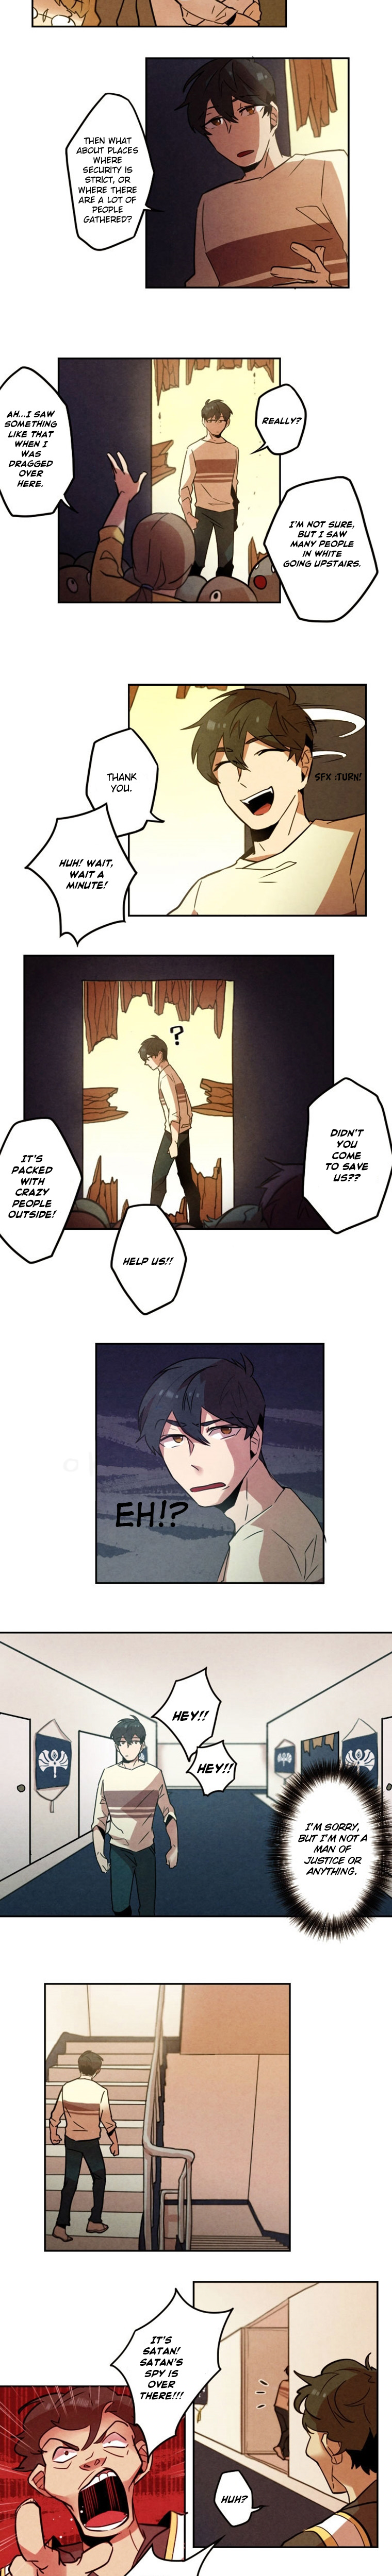 THEN WHAT
ABOUT PLACES
WHERE
SECURITY IS
STRICT, OR
WHERE THERE
ARE A LOT OF
PEOPLE
GATHERED?
AH...I SAW
SOMETHING
LIKE THAT
WHEN I
WAS
DRAGGED
OVER
HERE.
REALLY?
I'M NOT SURE,
BUT I SAW
MANY PEOPLE
IN WHITE
GOING UPSTAIRS.
SFX :TURN!
THANK
YOU.
HUH! WAIT,
WAIT A
MINUTE!
?
DIDN'T
YOU
COME
TO SAVE
US??
IT'S
PACKED
WITH
CRAZY
PEOPLE
OUTSIDE!
HELP US!!
EH!?
HEY!!
HEY!!
I'M SORRY,
BUT I'M NOT A
MAN OF
JUSTICE OR
ANYTHING.
IT'S
SATAN!
SATAN'S
SPY IS
OVER
THERE!!!
HUH?